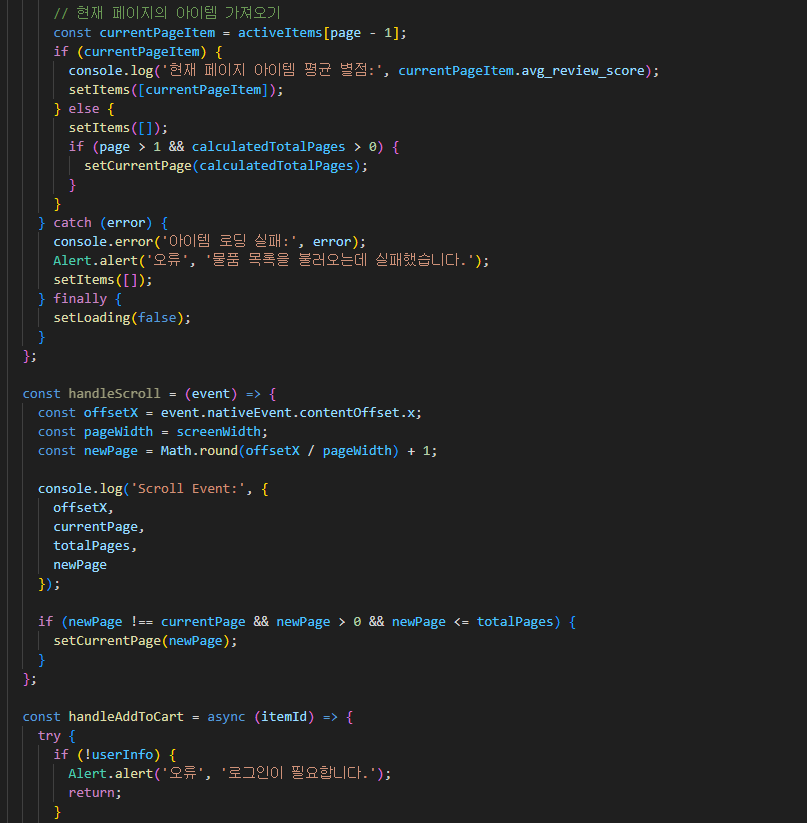 // 현재 페이지의 아이템 가져오기
const currentPageItem = activeItems[page - 1];
if (currentPageItem) {
console.log('현재 페이지 아이템 평균 별점:', currentPageItem.avg_review_score);
setItems([currentPageItem]);
} else {
setItems([]);
if (page > 1 && calculatedTotalPages > 0) {
setCurrentPage(calculatedTotalPages);
}
}
} catch (error) {
console.error('아이템 로딩 실패:', error);
Alert.alert('오류', '물품 목록을 불러오는데 실패했습니다.');
setItems([]);
} finally {
setLoading(false);
}
};
const handleScroll = (event) => {
const offsetX = event.nativeEvent.contentOffset.x;
const pageWidth = screenWidth;
const newPage = Math.round(offsetX / pageWidth) + 1;
console.log('Scroll Event:', {
offsetX,
currentPage,
totalPages,
newPage
});
if (newPage !== currentPage && newPage > 0 && newPage <= totalPages) {
setCurrentPage(newPage);
}
};
const handleAddToCart = async (itemId) => {
try {
if (!userInfo) {
Alert.alert('오류', '로그인이 필요합니다.');
return;
}